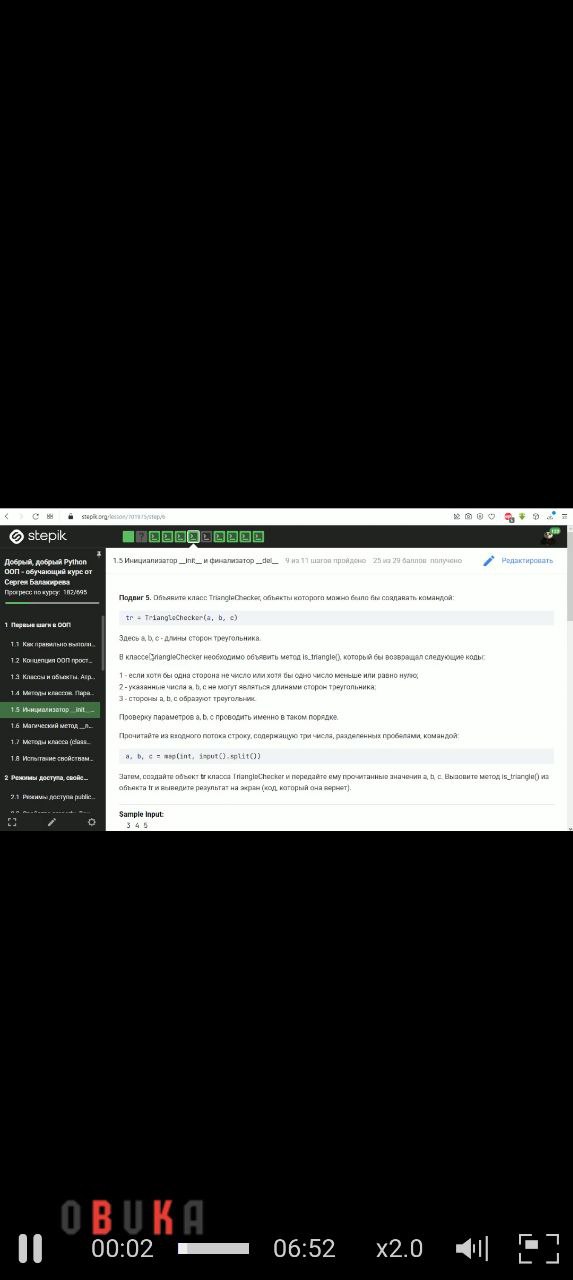 stepik.org/lesson/701975/step/6
stepik
Добрый, добрый Python
ООП - обучающий курс от
Сергея Балакирева
Прогресс по курсу: 182/695
1 Первые шаги в ООП
1.1 Как правильно выполн...
1.2 Концепция ООП прост...
1.3 Классы и объекты. Атр...
1.4 Методы классов. Пара...
1.5 Инициализатор __init__...
1.6 Магический метод __n...
1.7 Методы класса (class...
1.8 Испытание свойствам...
2 Режимы доступа, свойс...
2.1 Режимы доступа public...
1.5 Инициализатор __init__ и финализатор __del__ 9 из 11 шагов пройдено 25 из 29 баллов получено Редактировать
Подвиг 5. Объявите класс TriangleChecker, объекты которого можно было бы создавать командой:
tr = TriangleChecker(a, b, c)
Здесь a, b, c - длины сторон треугольника.
В классе TriangleChecker необходимо объявить метод is_triangle(), который бы возвращал следующие коды:
1 - если хотя бы одна сторона не число или хотя бы одно число меньше или равно нулю;
2 - указанные числа a, b, c не могут являться длинами сторон треугольника;
3 - стороны a, b, c образуют треугольник.
Проверку параметров a, b, c проводить именно в таком порядке.
Прочитайте из входного потока строку, содержащую три числа, разделенных пробелами, командой:
a, b, c = map(int, input().split())
Затем, создайте объект tr класса TriangleChecker и передайте ему прочитанные значения a, b, c. Вызовите метод is_triangle() из
объекта tr и выведите результат на экран (код, который она вернет).
Sample Input:
3 4 5
OBUKA
00:02 06:52 x2.0